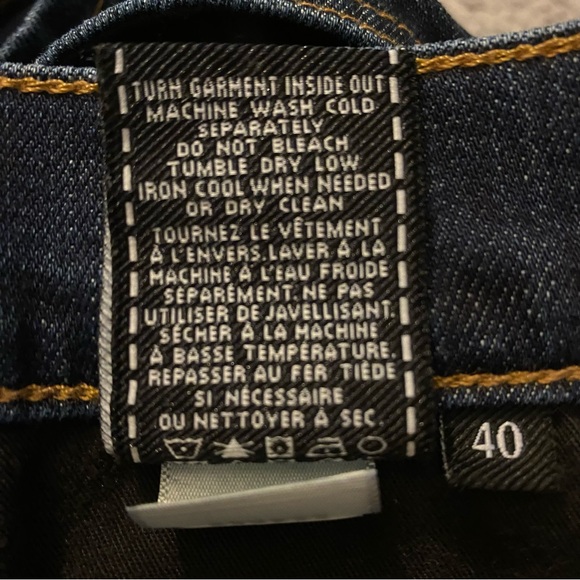 TURN GARMENT INSIDE OUT
MACHINE WASH COLD
SEPARATELY
DO NOT BLEACH
TUMBLE DRY LOW
IRON COOL WHEN NEEDED
OR DRY CLEAN
TOURNEZ LE VÊTEMENT
À L'ENVERS. LAVER À LA
MACHINE À L'EAU FROIDE
SÉPARÉMENT. NE PAS
UTILISER DE JAVELLISANT.
SÉCHER À LA MACHINE
À BASSE TEMPÉRATURE.
REPASSER AU FER TIÈDE
SI NÉCESSAIRE
OU NETTOYER À SEC.
40